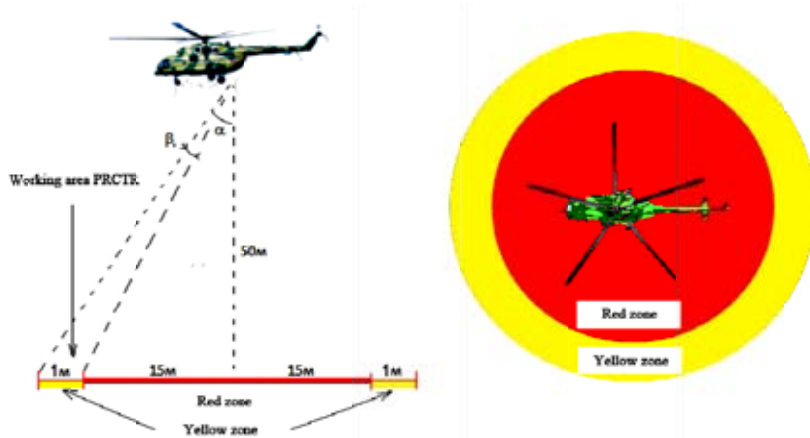 β
α
Working area PRCTR
50м
1м
15м
15м
1м
Red zone
Yellow zone
Red zone
Yellow zone